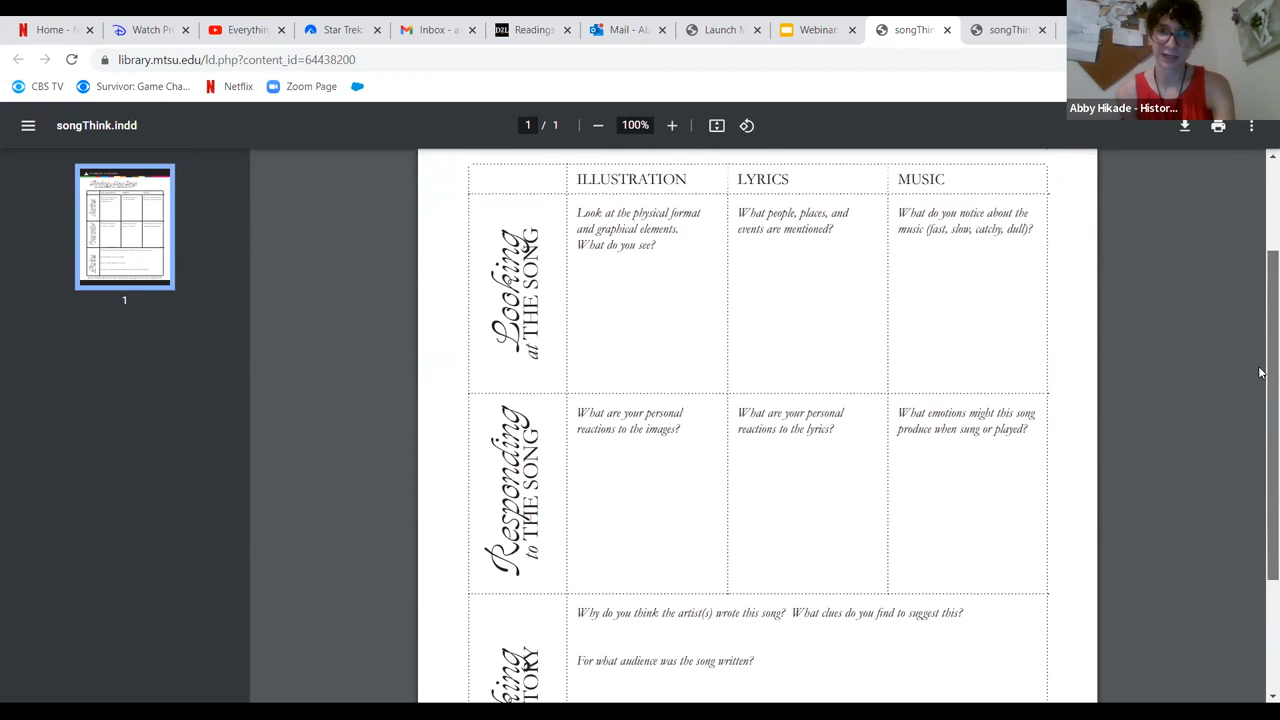 Home -
Watch Pr
Everythin
Star Trek:
Inbox - a
D2L Readings
Mail - Ab
Launch M
Webinar
songThin
songThin
library.mtsu.edu/ld.php?content_id=64438200
CBS TV
Survivor: Game Cha...
Netflix
Zoom Page
Abby Hikade - Histor...
songThink.indd
1 / 1
100%
1
ILLUSTRATION
LYRICS
MUSIC
Looking
at THE SONG
Look at the physical format
and graphical elements.
What do you see?
What people, places, and
events are mentioned?
What do you notice about the
music (fast, slow, catchy, dull)?
Responding
to THE SONG
What are your personal
reactions to the images?
What are your personal
reactions to the lyrics?
What emotions might this song
produce when sung or played?
king
TORY
Why do you think the artist(s) wrote this song? What clues do you find to suggest this?
For what audience was the song written?